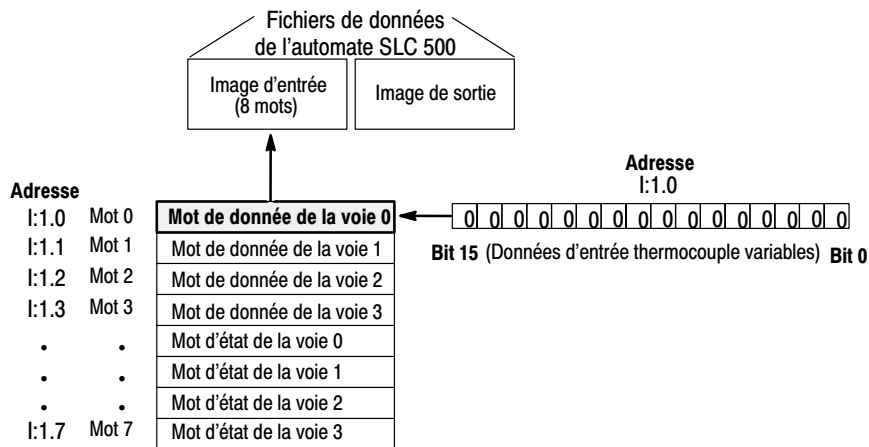 Fichiers de données
de l'automate SLC 500
Image d'entrée
(8 mots)
Image de sortie
Adresse
I:1.0
Adresse
I:1.0 Mot 0 Mot de donnée de la voie 0
0 0 0 0 0 0 0 0 0 0 0 0 0 0 0 0
I:1.1 Mot 1 Mot de donnée de la voie 1
Bit 15 (Données d'entrée thermocouple variables) Bit 0
I:1.2 Mot 2 Mot de donnée de la voie 2
I:1.3 Mot 3 Mot de donnée de la voie 3
. . Mot d'état de la voie 0
. . Mot d'état de la voie 1
. . Mot d'état de la voie 2
I:1.7 Mot 7 Mot d'état de la voie 3